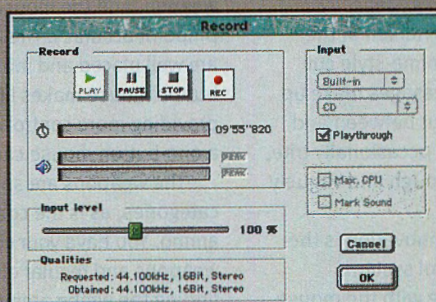 Record
Record
PLAY
PAUSE
STOP
REC
09'55"820
PEAK
PEAK
Input level
100 %
Qualities
Requested: 44.100kHz, 16Bit, Stereo
Obtained: 44.100kHz, 16Bit, Stereo
Input
Built-in
CD
Playthrough
Max. CPU
Mark Sound
Cancel
OK